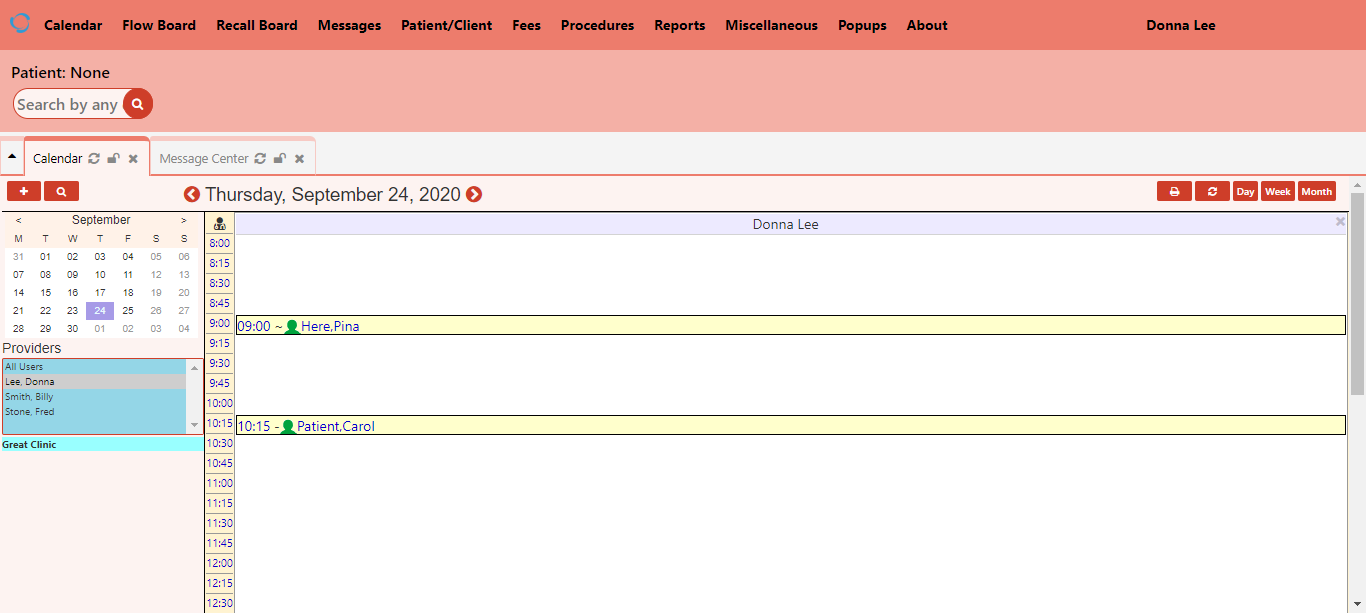 Calendar Flow Board Recall Board Messages Patient/Client Fees Procedures Reports Miscellaneous Popups About Donna Lee
Patient: None
Search by any
Calendar Message Center
Thursday, September 24, 2020 Day Week Month
< September >
M T W T F S S
31 01 02 03 04 05 06
07 08 09 10 11 12 13
14 15 16 17 18 19 20
21 22 23 24 25 26 27
28 29 30 01 02 03 04
Providers
All Users
Lee, Donna
Smith, Billy
Stone, Fred
Great Clinic
Donna Lee
8:00
8:15
8:30
8:45
9:00 09:00 ~ Here,Pina
9:15
9:30
9:45
10:00
10:15 10:15 - Patient,Carol
10:30
10:45
11:00
11:15
11:30
11:45
12:00
12:15
12:30